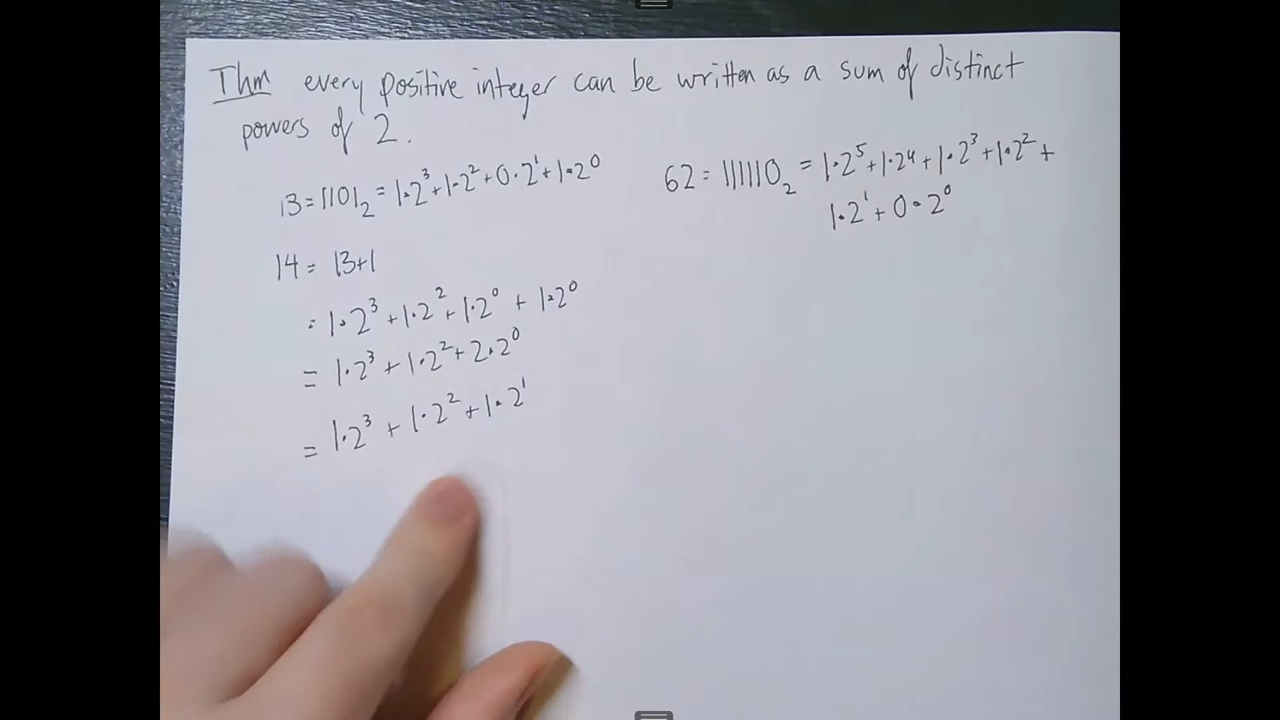 Thm every positive integer can be written as a sum of distinct
powers of 2.
13 = 1101₂ = 1·2³ + 1·2² + 0·2¹ + 1·2⁰
14 = 13+1
= 1·2³ + 1·2² + 1·2⁰ + 1·2⁰
= 1·2³ + 1·2² + 2·2⁰
= 1·2³ + 1·2² + 1·2¹
62 = 111110₂ = 1·2⁵ + 1·2⁴ + 1·2³ + 1·2² +
1·2¹ + 0·2⁰